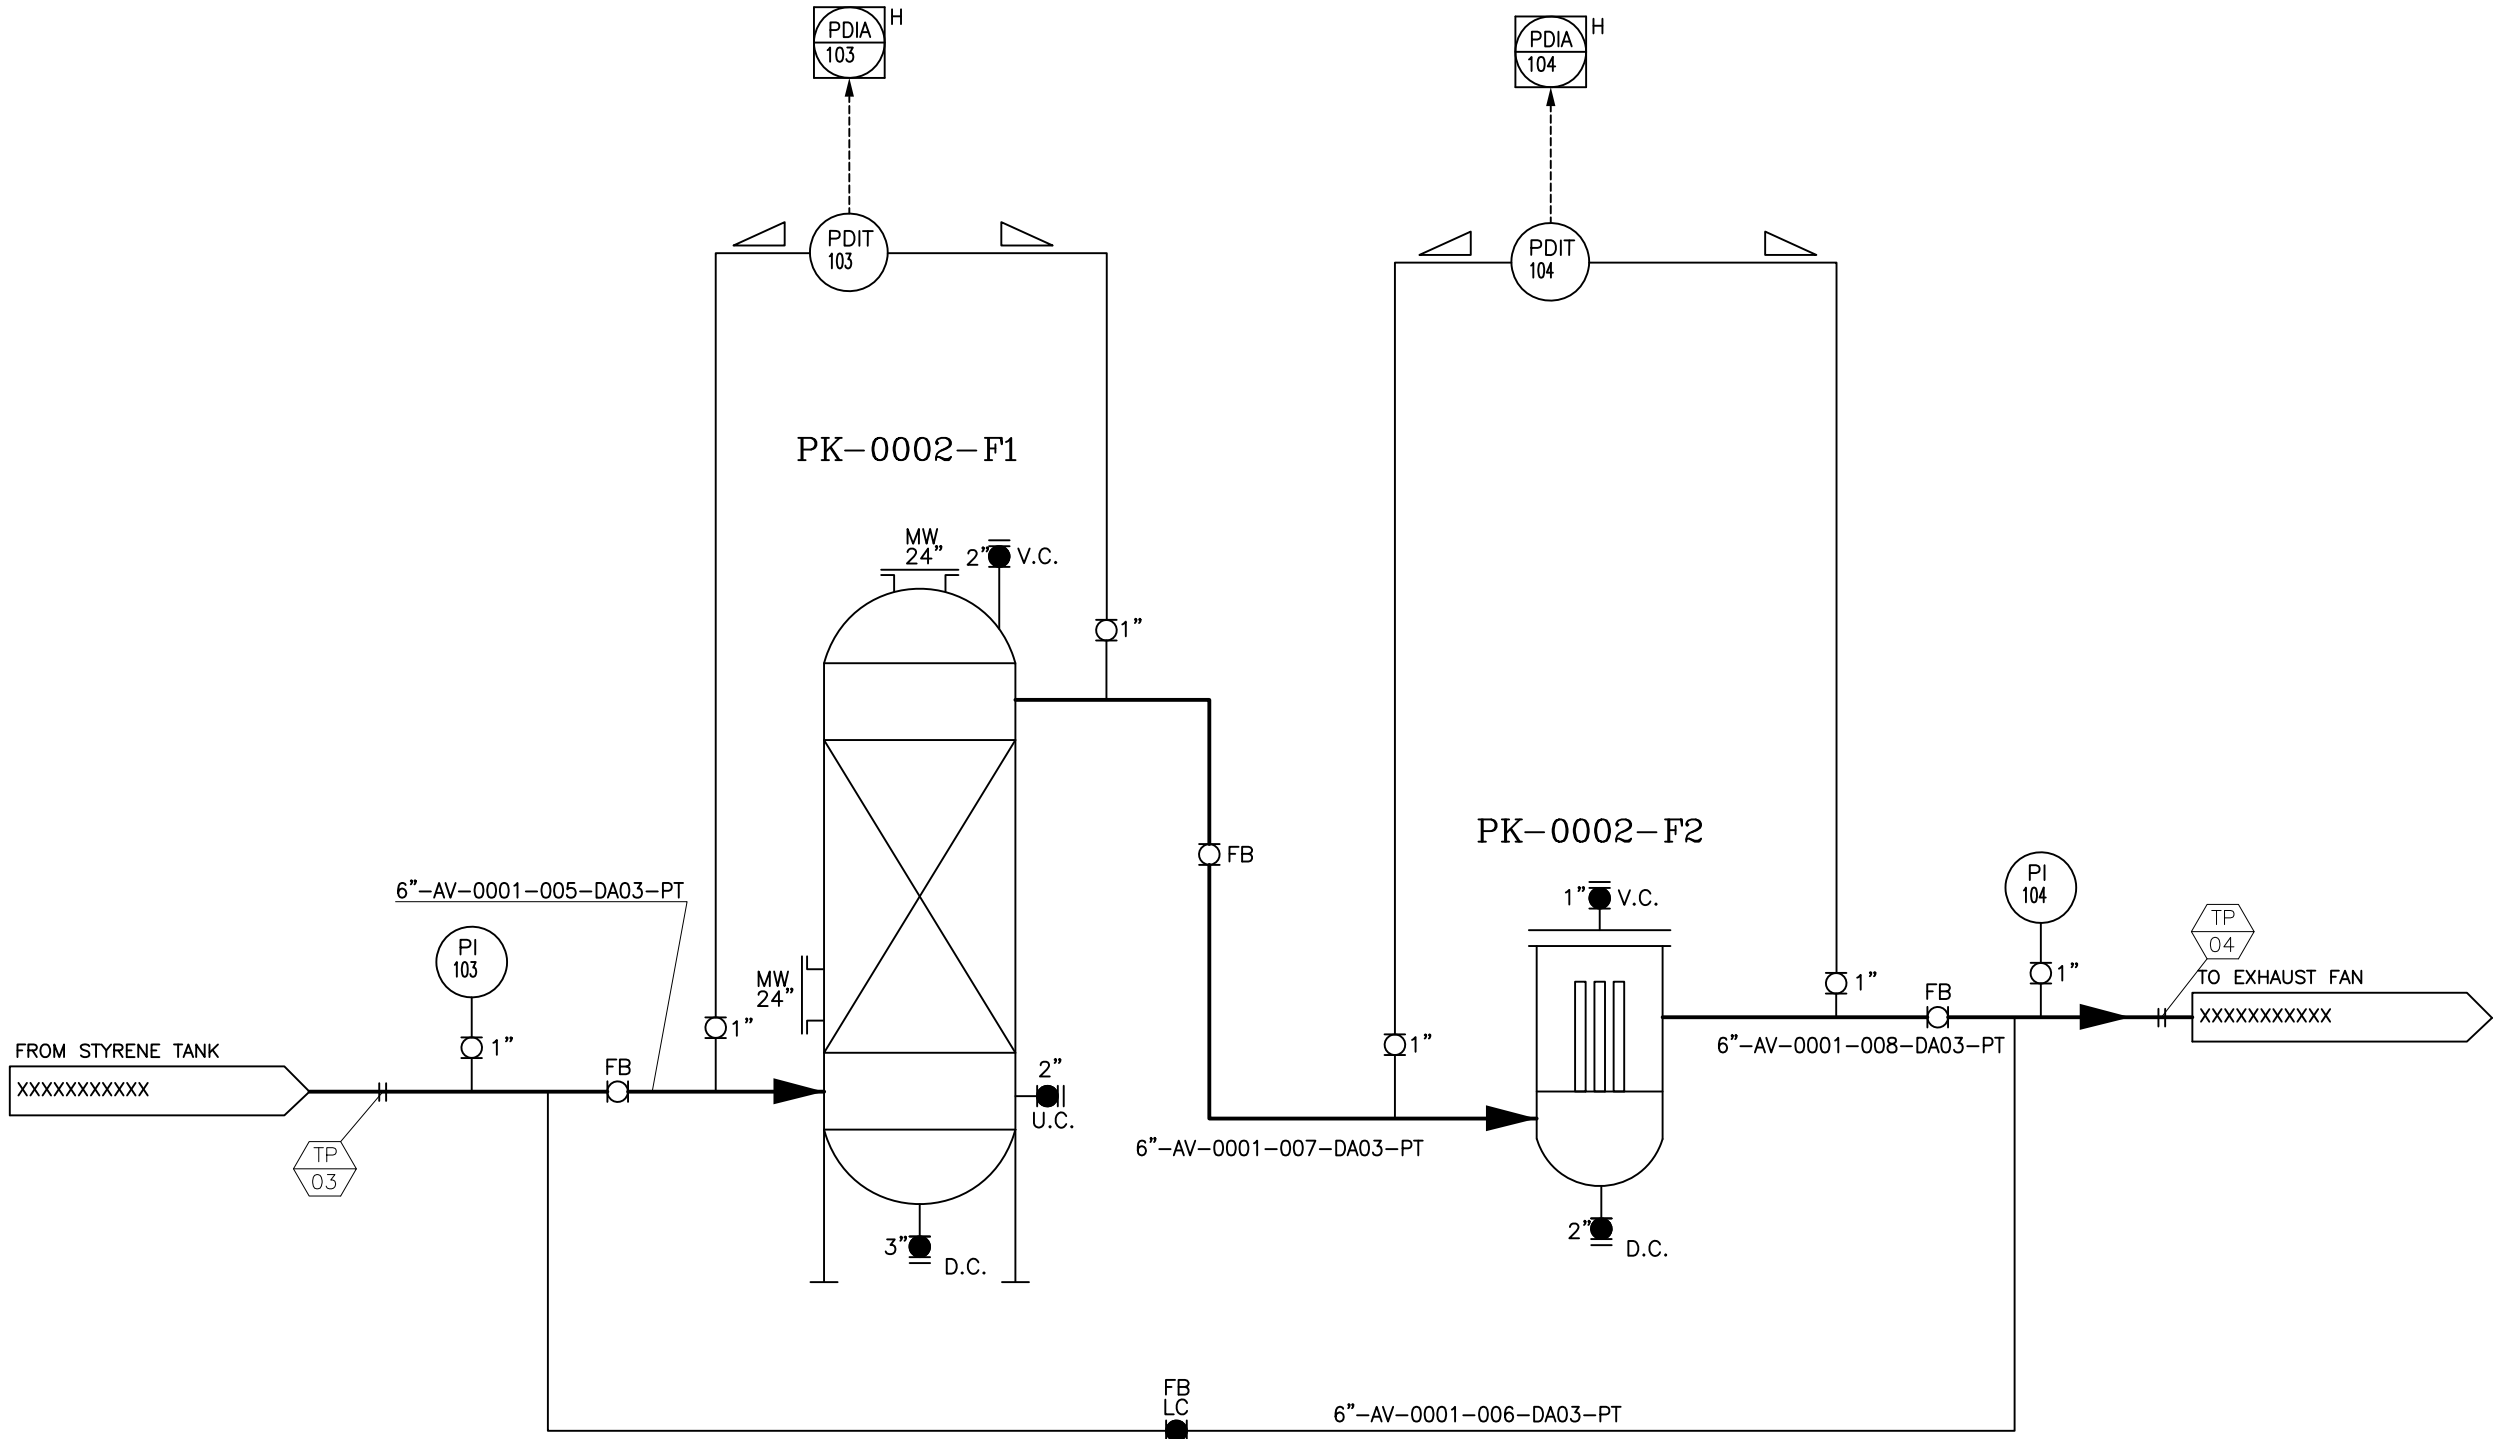 PDIA
103
H
PDIA
104
H
PDIT
103
PDIT
104
PK-0002-F1
MW
24"
2"
V.C.
1"
PK-0002-F2
FB
6"-AV-0001-005-DA03-PT
1"
V.C.
PI
104
TP
04
PI
103
MW
24"
1"
1"
1"
FB
TO EXHAUST FAN
XXXXXXXXXXX
FROM STYRENE TANK
XXXXXXXXXXX
1"
FB
1"
6"-AV-0001-008-DA03-PT
2"
U.C.
TP
03
6"-AV-0001-007-DA03-PT
3"
D.C.
2"
D.C.
FB
LC
6"-AV-0001-006-DA03-PT